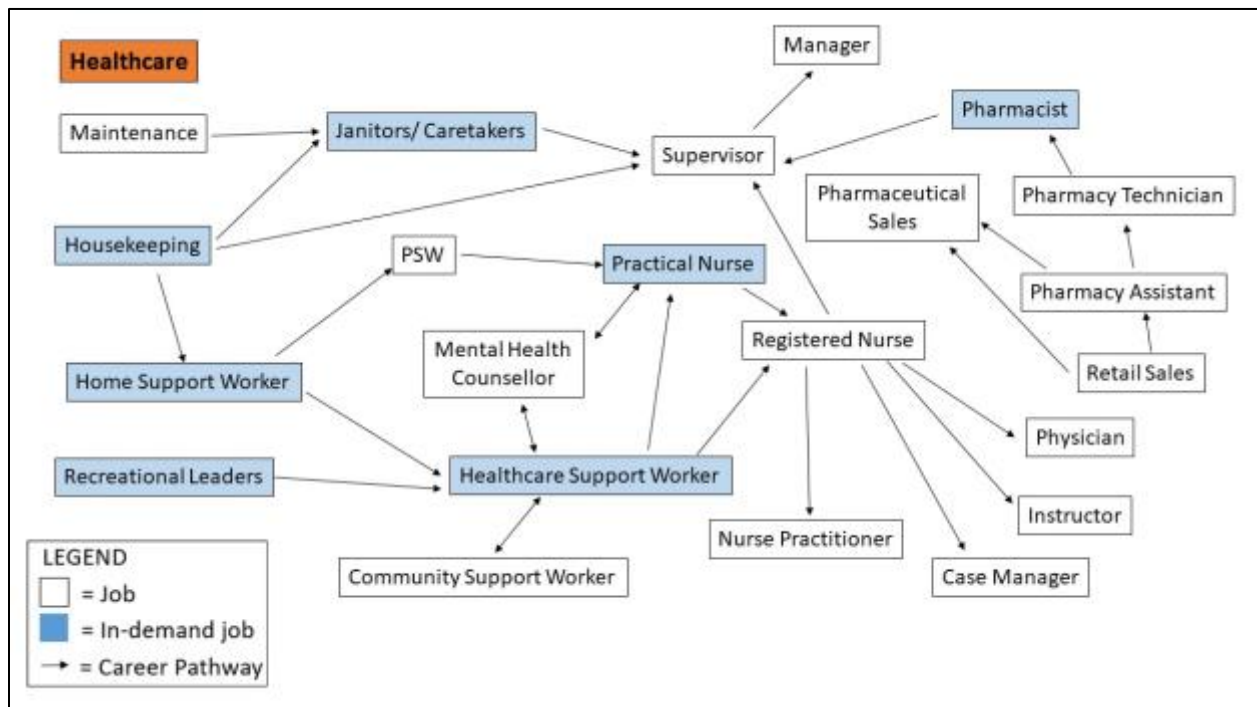 Healthcare
Manager
Maintenance
Janitors/ Caretakers
Pharmacist
Supervisor
Pharmaceutical
Sales
Pharmacy Technician
Housekeeping
PSW
Practical Nurse
Pharmacy Assistant
Mental Health
Counsellor
Registered Nurse
Home Support Worker
Retail Sales
Physician
Recreational Leaders
Healthcare Support Worker
Instructor
Nurse Practitioner
Community Support Worker
Case Manager
LEGEND
= Job
= In-demand job
= Career Pathway